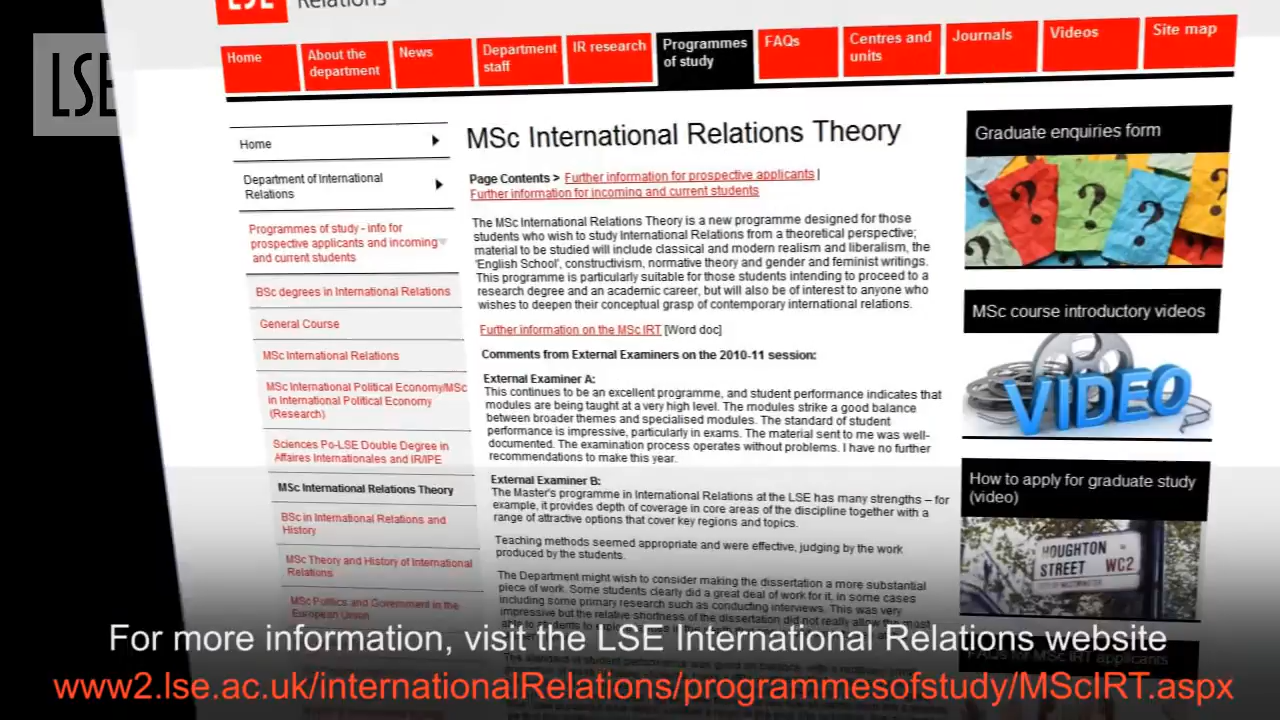 LSE
Relations
Home
About the
department
News
Department
staff
IR research
Programmes
of study
FAQs
Centres and
units
Journals
Videos
Site map
LSE
Home
Department of International
Relations
Programmes of study - info for
prospective applicants and incoming
and current students
BSc degrees in International Relations
General Course
MSc International Relations
MSc International Political Economy/MSc
in International Political Economy
(Research)
Sciences Po-LSE Double Degree in
Affaires Internationales and IR/IPE
MSc International Relations Theory
BSc in International Relations and
History
MSc Theory and History of International
Relations
MSc Politics and Government in the
European Union
MSc International Relations Theory
Page Contents > Further information for prospective applicants |
Further information for incoming and current students
The MSc International Relations Theory is a new programme designed for those
students who wish to study International Relations from a theoretical perspective;
material to be studied will include classical and modern realism and liberalism, the
'English School', constructivism, normative theory and gender and feminist writings.
This programme is particularly suitable for those students intending to proceed to a
research degree and an academic career, but will also be of interest to anyone who
wishes to deepen their conceptual grasp of contemporary international relations.
Further information on the MSc IRT [Word doc]
Comments from External Examiners on the 2010-11 session:
External Examiner A:
This continues to be an excellent programme, and student performance indicates that
modules are being taught at a very high level. The modules strike a good balance
between broader themes and specialised modules. The standard of student
performance is impressive, particularly in exams. The material sent to me was well-
documented. The examination process operates without problems. I have no further
recommendations to make this year.
External Examiner B:
The Master's programme in International Relations at the LSE has many strengths – for
example, it provides depth of coverage in core areas of the discipline together with a
range of attractive options that cover key regions and topics.
Teaching methods seemed appropriate and were effective, judging by the work
produced by the students.
The Department might wish to consider making the dissertation a more substantial
piece of work. Some students clearly did a great deal of work for it, in some cases
including some primary research such as conducting interviews. This was very
impressive but the relative shortness of the dissertation did not really allow the most
Graduate enquiries form
? ? ? ?
MSc course introductory videos
VIDEO
How to apply for graduate study
(video)
HOUGHTON
STREET WC2
FAQs for MSc IRT applicants
For more information, visit the LSE International Relations website
www2.lse.ac.uk/internationalRelations/programmesofstudy/MScIRT.aspx